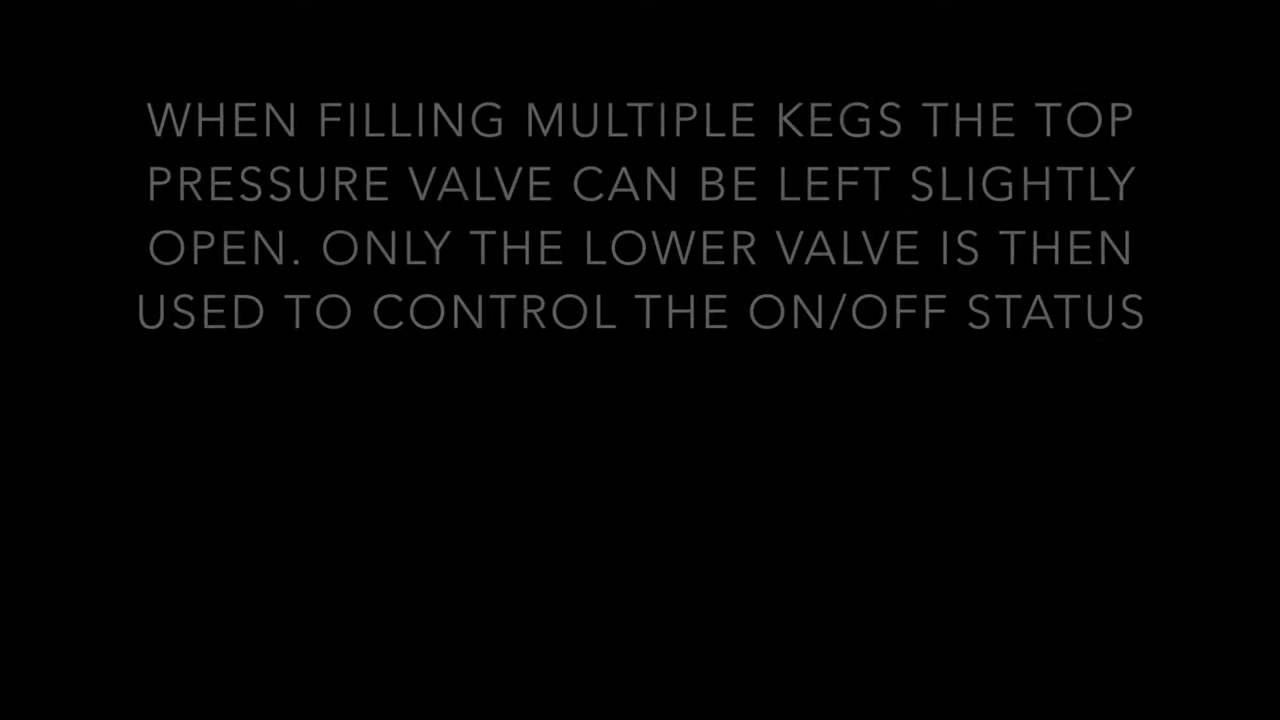 WHEN FILLING MULTIPLE KEGS THE TOP
PRESSURE VALVE CAN BE LEFT SLIGHTLY
OPEN. ONLY THE LOWER VALVE IS THEN
USED TO CONTROL THE ON/OFF STATUS